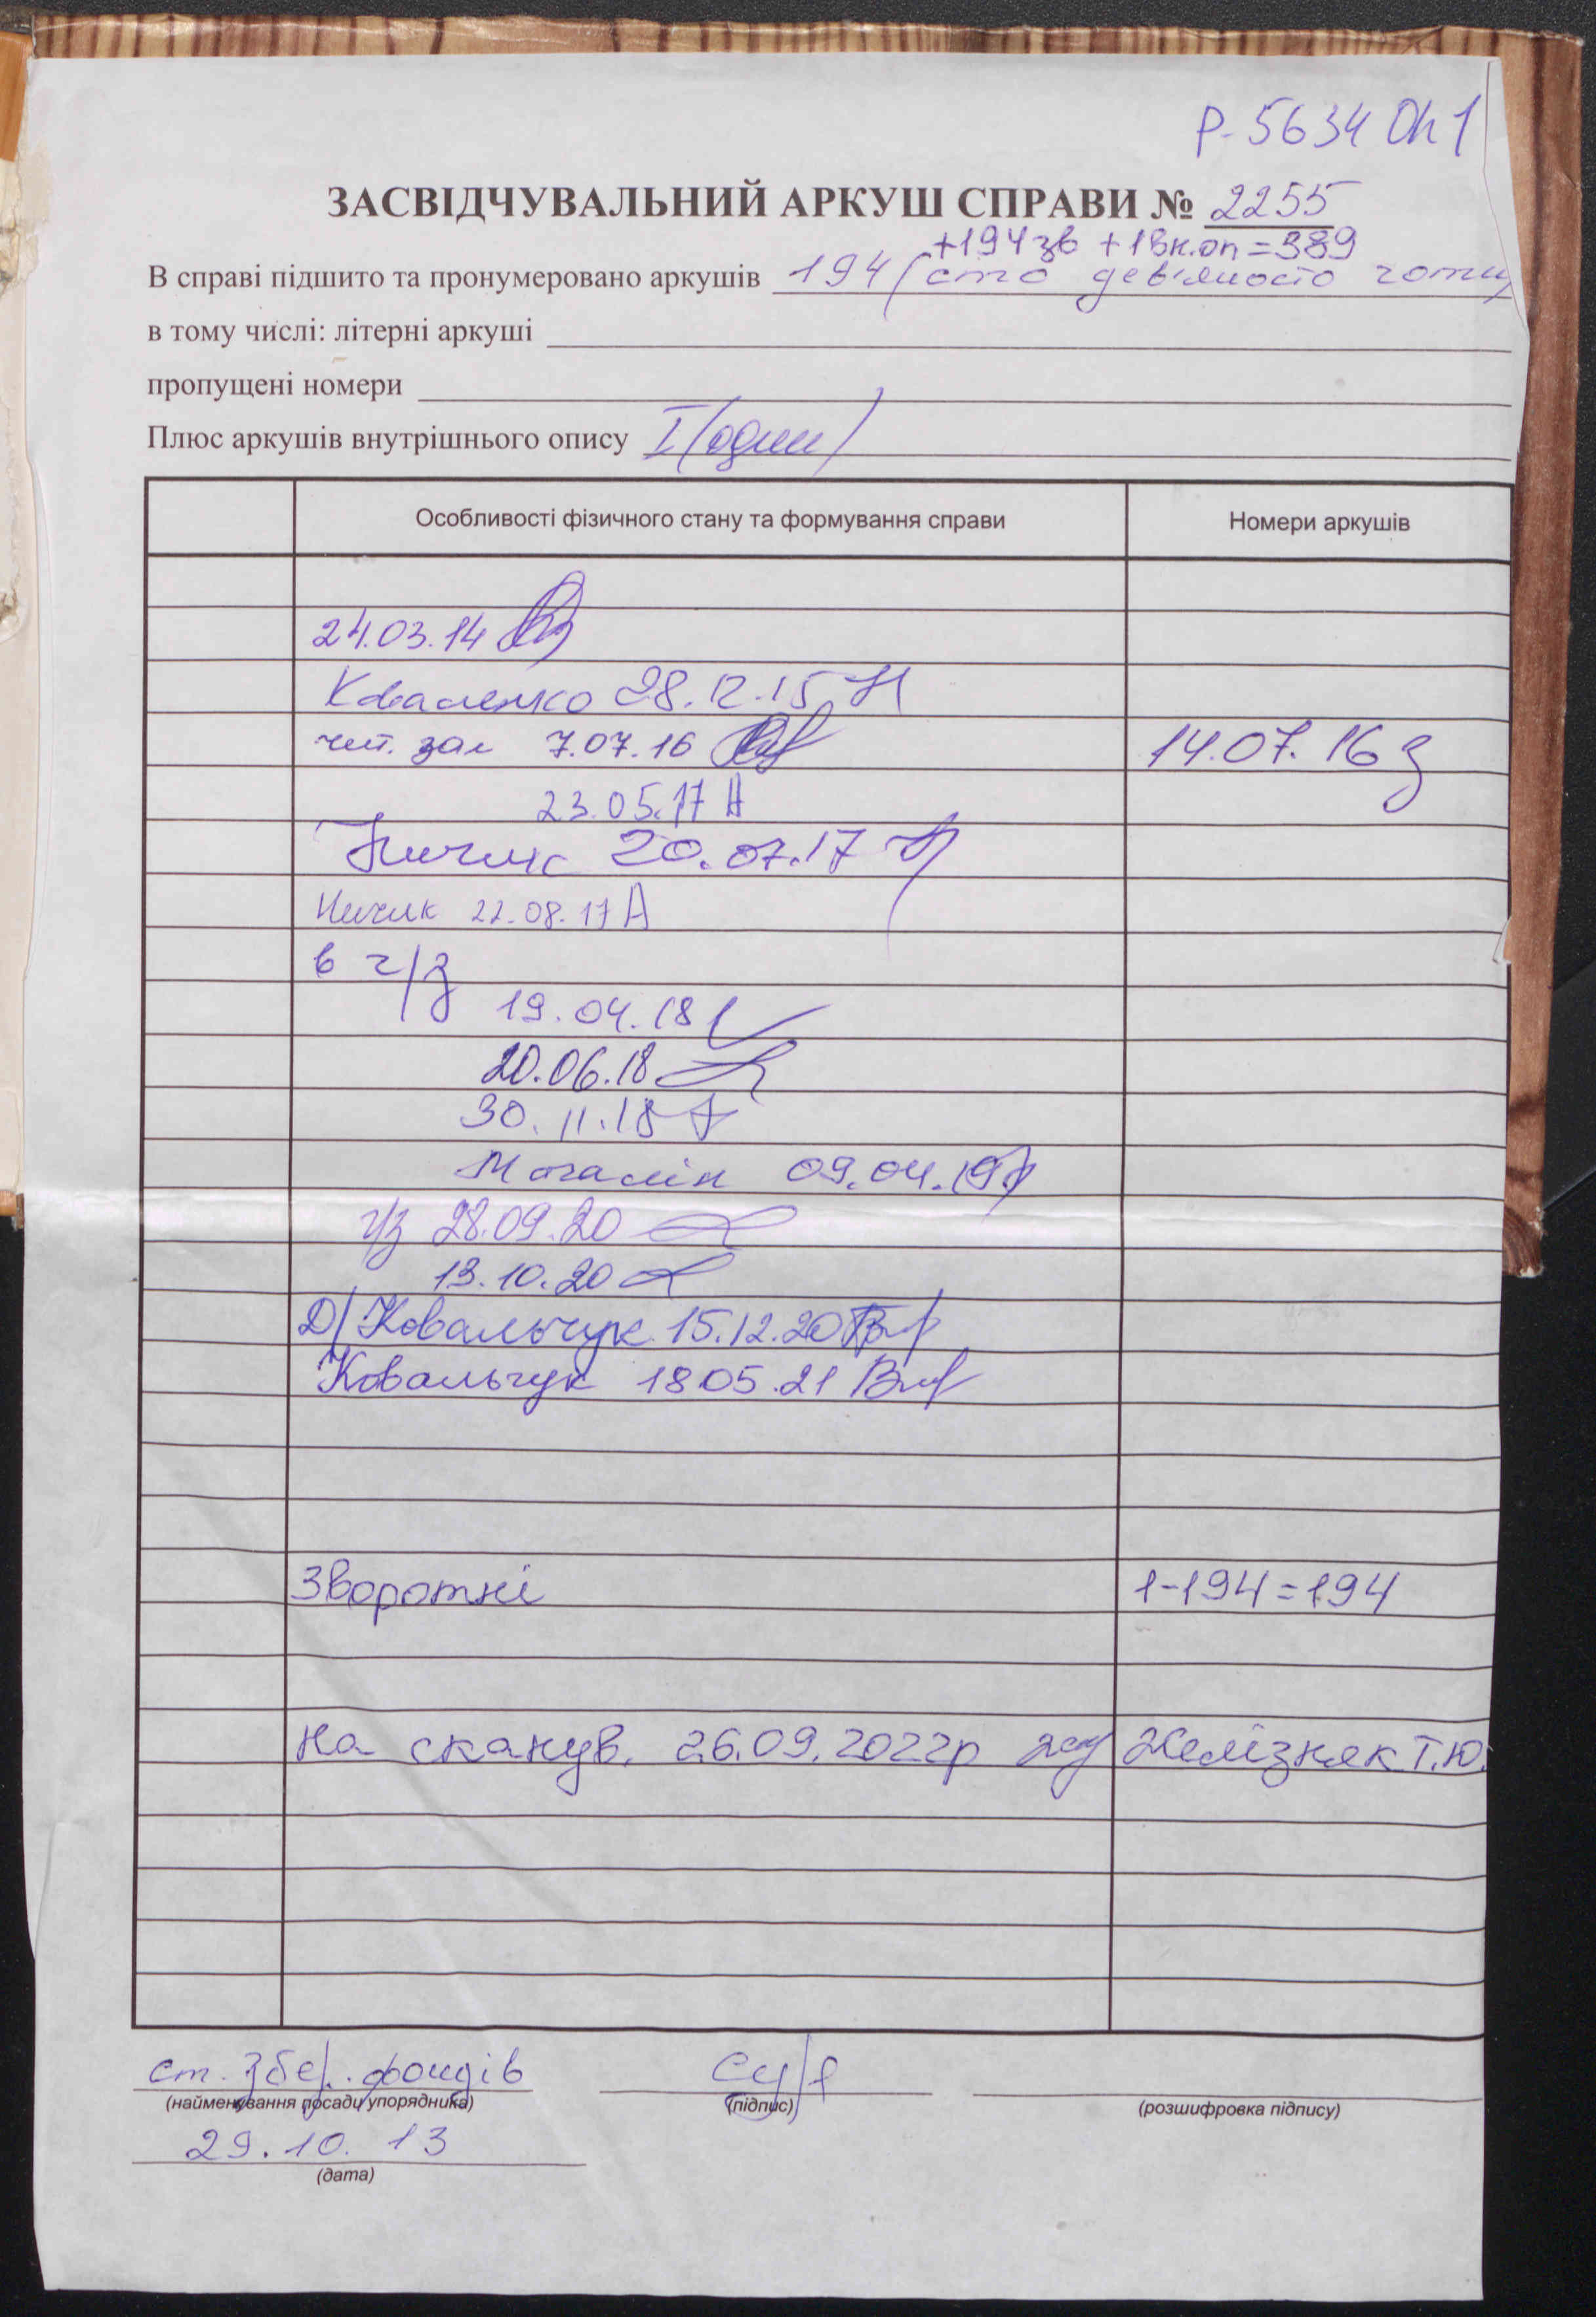 Р-5634 Оп 1
ЗАСВІДЧУВАЛЬНИЙ АРКУШ СПРАВИ № 2255
+194 зв + 1 вн.оп = 389
В справі підшито та пронумеровано аркушів 194 (сто дев'яносто чоти
в тому числі: літерні аркуші
пропущені номери
Плюс аркушів внутрішнього опису I (один)
Особливості фізичного стану та формування справи Номери аркушів
24.03.14
Коваленко 28.12.15
чит. зал 7.07.16 14.07.16
23.05.17
Ничик 20.07.17
Ничик 22.08.17
в ч/з
19.04.18
20.06.18
30.11.18
09.04.19
ч/з 28.09.20
13.10.20
Д/Ковальчук 15.12.20
Ковальчук 18 05.21
Зворотні 1-194=194
на сканув. 26.09.2022р Желізняк Т.Ю.
ст. збер. фондів
(найменування посади упорядника) (підпис) (розшифровка підпису)
29.10.13
(дата)